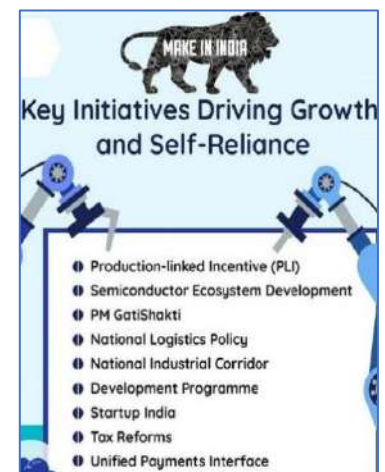 MAKE IN INDIA
Key Initiatives Driving Growth
and Self-Reliance
Production-linked Incentive (PLI)
Semiconductor Ecosystem Development
PM GatiShakti
National Logistics Policy
National Industrial Corridor
Development Programme
Startup India
Tax Reforms
Unified Payments Interface